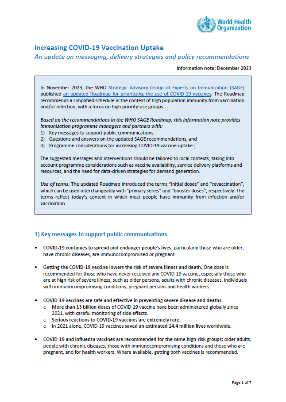 World Health
Organization
Increasing COVID-19 Vaccination Uptake
An update on messaging, delivery strategies and policy recommendations
Information note: December 2023
In November 2023, the WHO Strategic Advisory Group of Experts on Immunization (SAGE)
published an updated Roadmap for prioritizing the use of COVID-19 vaccines. The Roadmap
recommends a simplified schedule in the context of high population immunity from vaccination
and/or infection, with a focus on high priority-use groups.
Based on the recommendations in the WHO SAGE Roadmap, this information note provides
immunization programme managers and partners with:
1) Key messages to support public communications
2) Questions and answers on the updated SAGE recommendations, and
3) Programme considerations for increasing COVID-19 vaccine uptake;
The suggested messages and interventions should be tailored to local contexts, taking into
account programme considerations such as vaccine availability, service delivery platforms and
resources, and the need for data-driven strategies for demand generation.
Use of terms. The updated Roadmap introduced the terms "initial doses" and "revaccination",
which can be used interchangeably with "primary series" and "booster doses", respectively. The
terms reflect today's context in which most people have immunity from infection and/or
vaccination
1) Key messages to support public communications
• COVID-19 continues to spread and endanger people's lives, particularly those who are older,
have chronic diseases, are immunocompromised or pregnant.
• Getting the COVID-19 vaccine lowers the risk of severe illness and death. One dose is
recommended for those who have never received any COVID-19 vaccine, especially those who
are at high risk of severe illness, such as older persons, adults with chronic diseases, individuals
with immunocompromising conditions, pregnant persons and health workers.
• COVID-19 vaccines are safe and effective in preventing severe disease and deaths.
o More than 13 billion doses of COVID-19 vaccine have been administered globally since
2021, with careful monitoring of side effects.
o Serious reactions to COVID-19 vaccines are extremely rare.
o In 2021 alone, COVID-19 vaccines saved an estimated 14.4 million lives worldwide.
• COVID-19 and influenza vaccines are recommended for the same high risk groups: older adults,
people with chronic diseases, those with immunocompromising conditions and those who are
pregnant, and for health workers. Where available, getting both vaccines is recommended.
Page 1 of 7